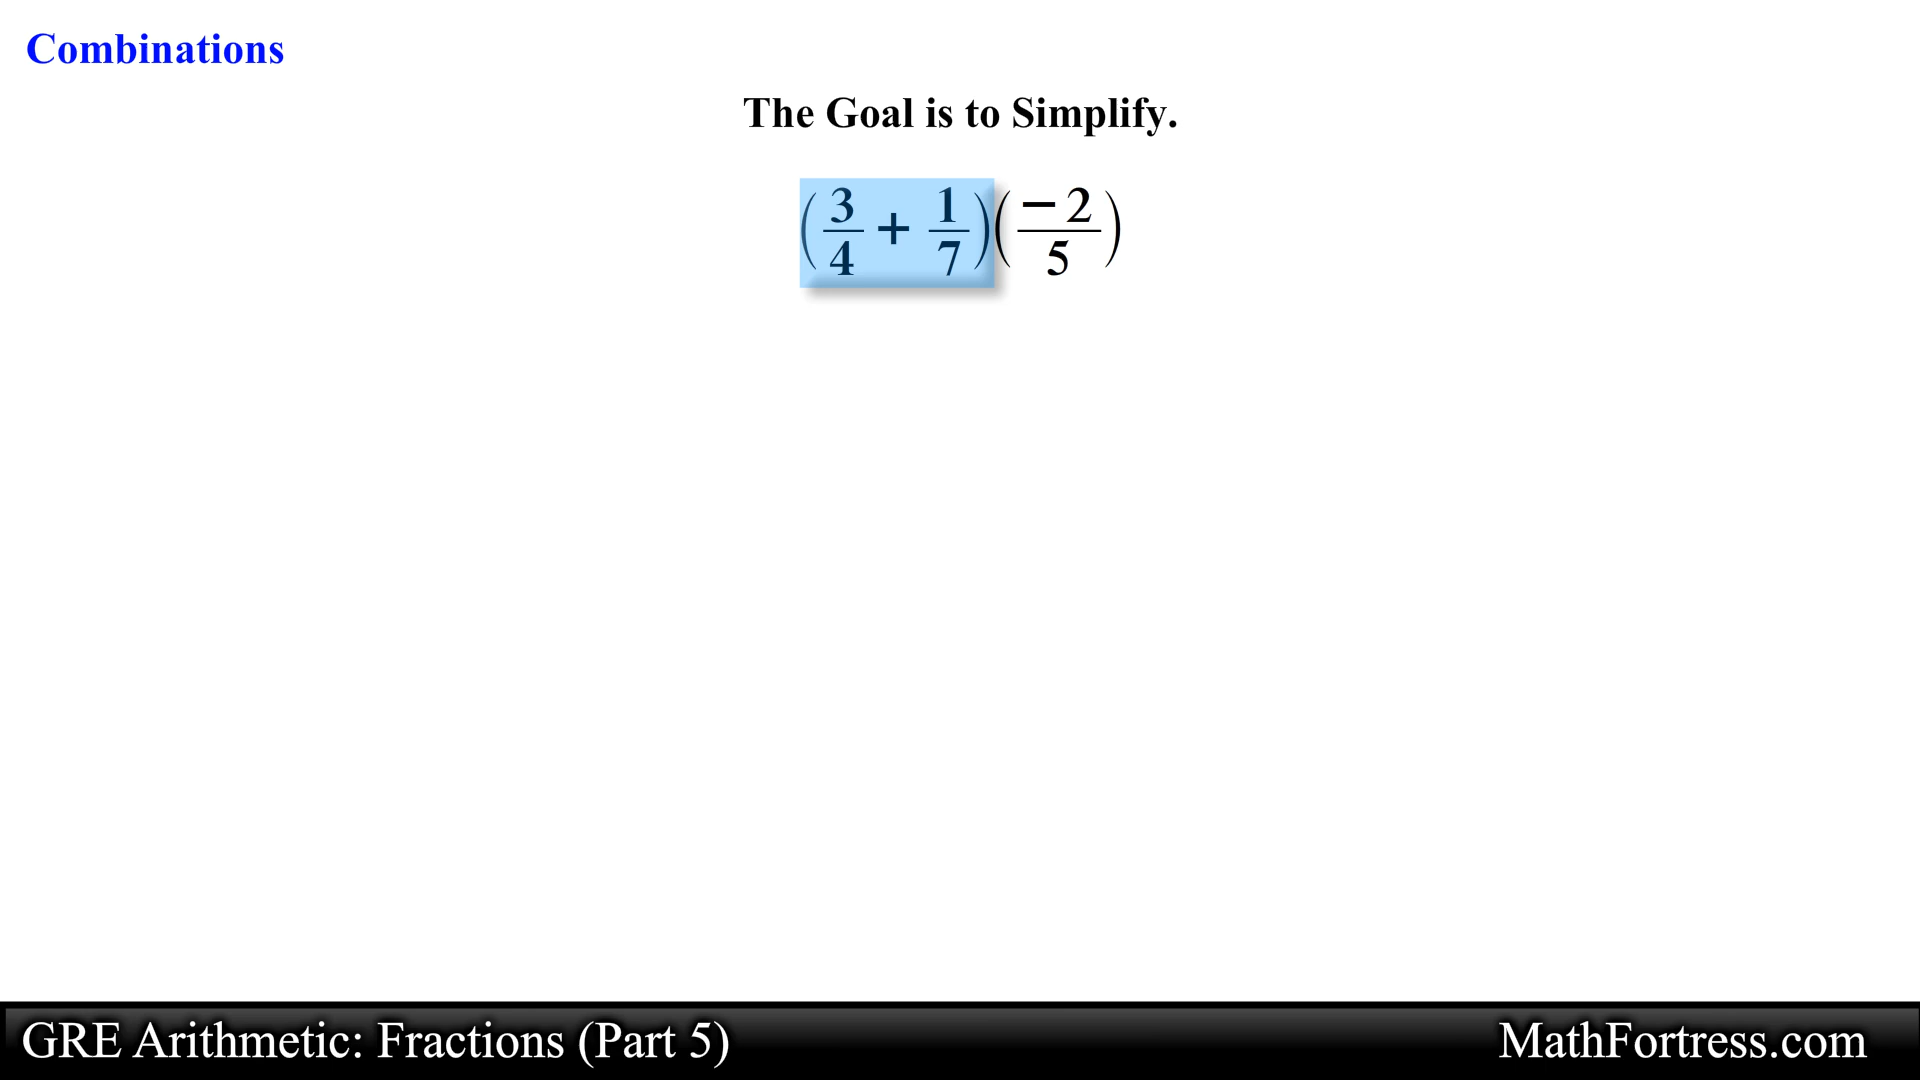 Combinations
The Goal is to Simplify.
(3/4 + 1/7)(−2/5)
GRE Arithmetic: Fractions (Part 5)
MathFortress.com